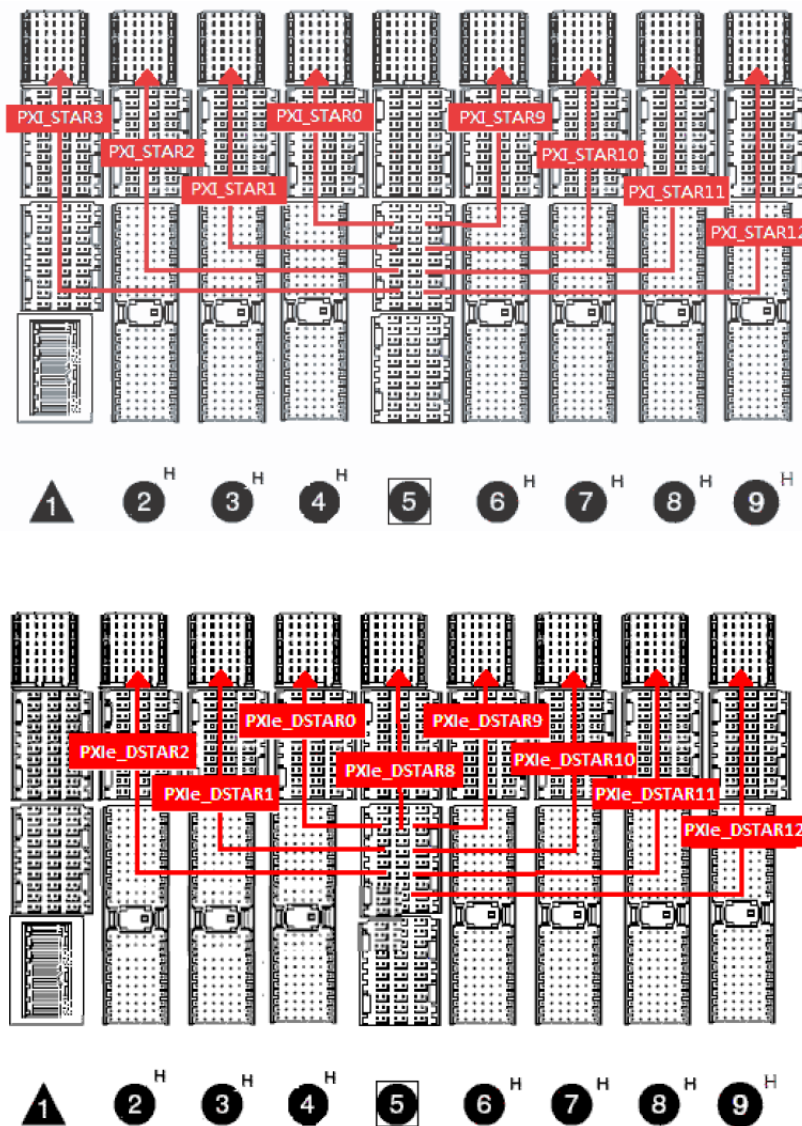 PXI_STAR3
PXI_STAR2
PXI_STAR1
PXI_STAR0
PXI_STAR9
PXI_STAR10
PXI_STAR11
PXI_STAR12
1 2 H 3 H 4 H 5 6 H 7 H 8 H 9 H
PXIe_DSTAR2
PXIe_DSTAR1
PXIe_DSTAR0
PXIe_DSTAR8
PXIe_DSTAR9
PXIe_DSTAR10
PXIe_DSTAR11
PXIe_DSTAR12
1 2 H 3 H 4 H 5 6 H 7 H 8 H 9 H